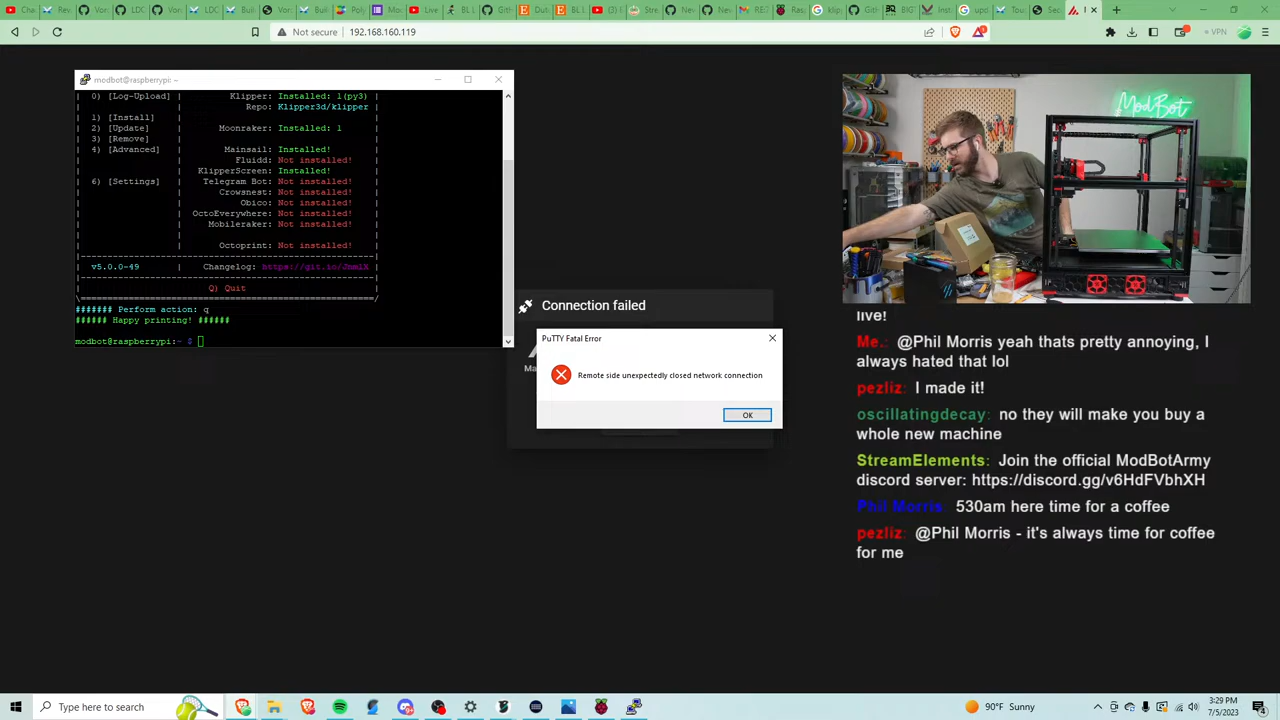 Not secure
192.168.160.119
VPN
modbot@raspberrypi: ~
| 0) [Log-Upload] | Klipper: Installed: 1(py3) |
| | Repo: Klipper3d/klipper |
| 1) [Install] | |
| 2) [Update] | Moonraker: Installed: 1 |
| 3) [Remove] | |
| 4) [Advanced] | Mainsail: Installed! |
| | Fluidd: Not installed! |
| | KlipperScreen: Installed! |
| 6) [Settings] | Telegram Bot: Not installed! |
| | Crowsnest: Not installed! |
| | Obico: Not installed! |
| | OctoEverywhere: Not installed! |
| | Mobileraker: Not installed! |
| | |
| | Octoprint: Not installed! |
| v5.0.0-49 | Changelog: https://git.io/JnmlX |
| Q) Quit |
####### Perform action: q
###### Happy printing! ######
modbot@raspberrypi:~ $
Connection failed
PuTTY Fatal Error
Remote side unexpectedly closed network connection
OK
ModBot
live!
Me.: @Phil Morris yeah thats pretty annoying, I
always hated that lol
pezliz: I made it!
oscillatingdecay: no they will make you buy a
whole new machine
StreamElements: Join the official ModBotArmy
discord server: https://discord.gg/v6HdFVbhXH
Phil Morris: 530am here time for a coffee
pezliz: @Phil Morris - it's always time for coffee
for me
Type here to search
90°F Sunny
3:29 PM
7/5/2023